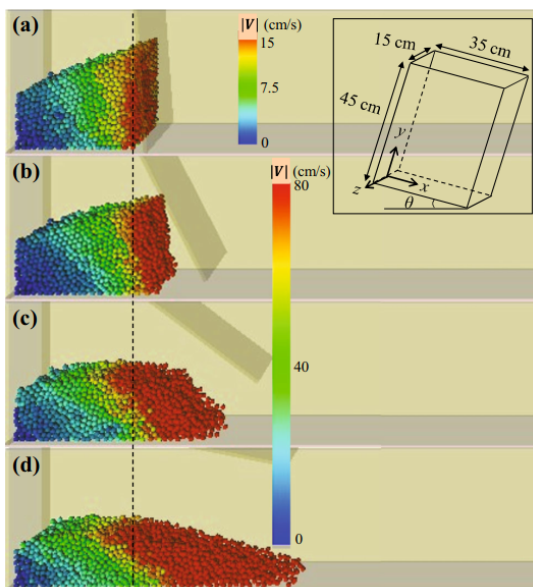 (a)
|V| (cm/s)
15
7.5
0
15 cm
35 cm
45 cm
y
x
z
θ
(b)
|V| (cm/s)
80
40
0
(c)
(d)